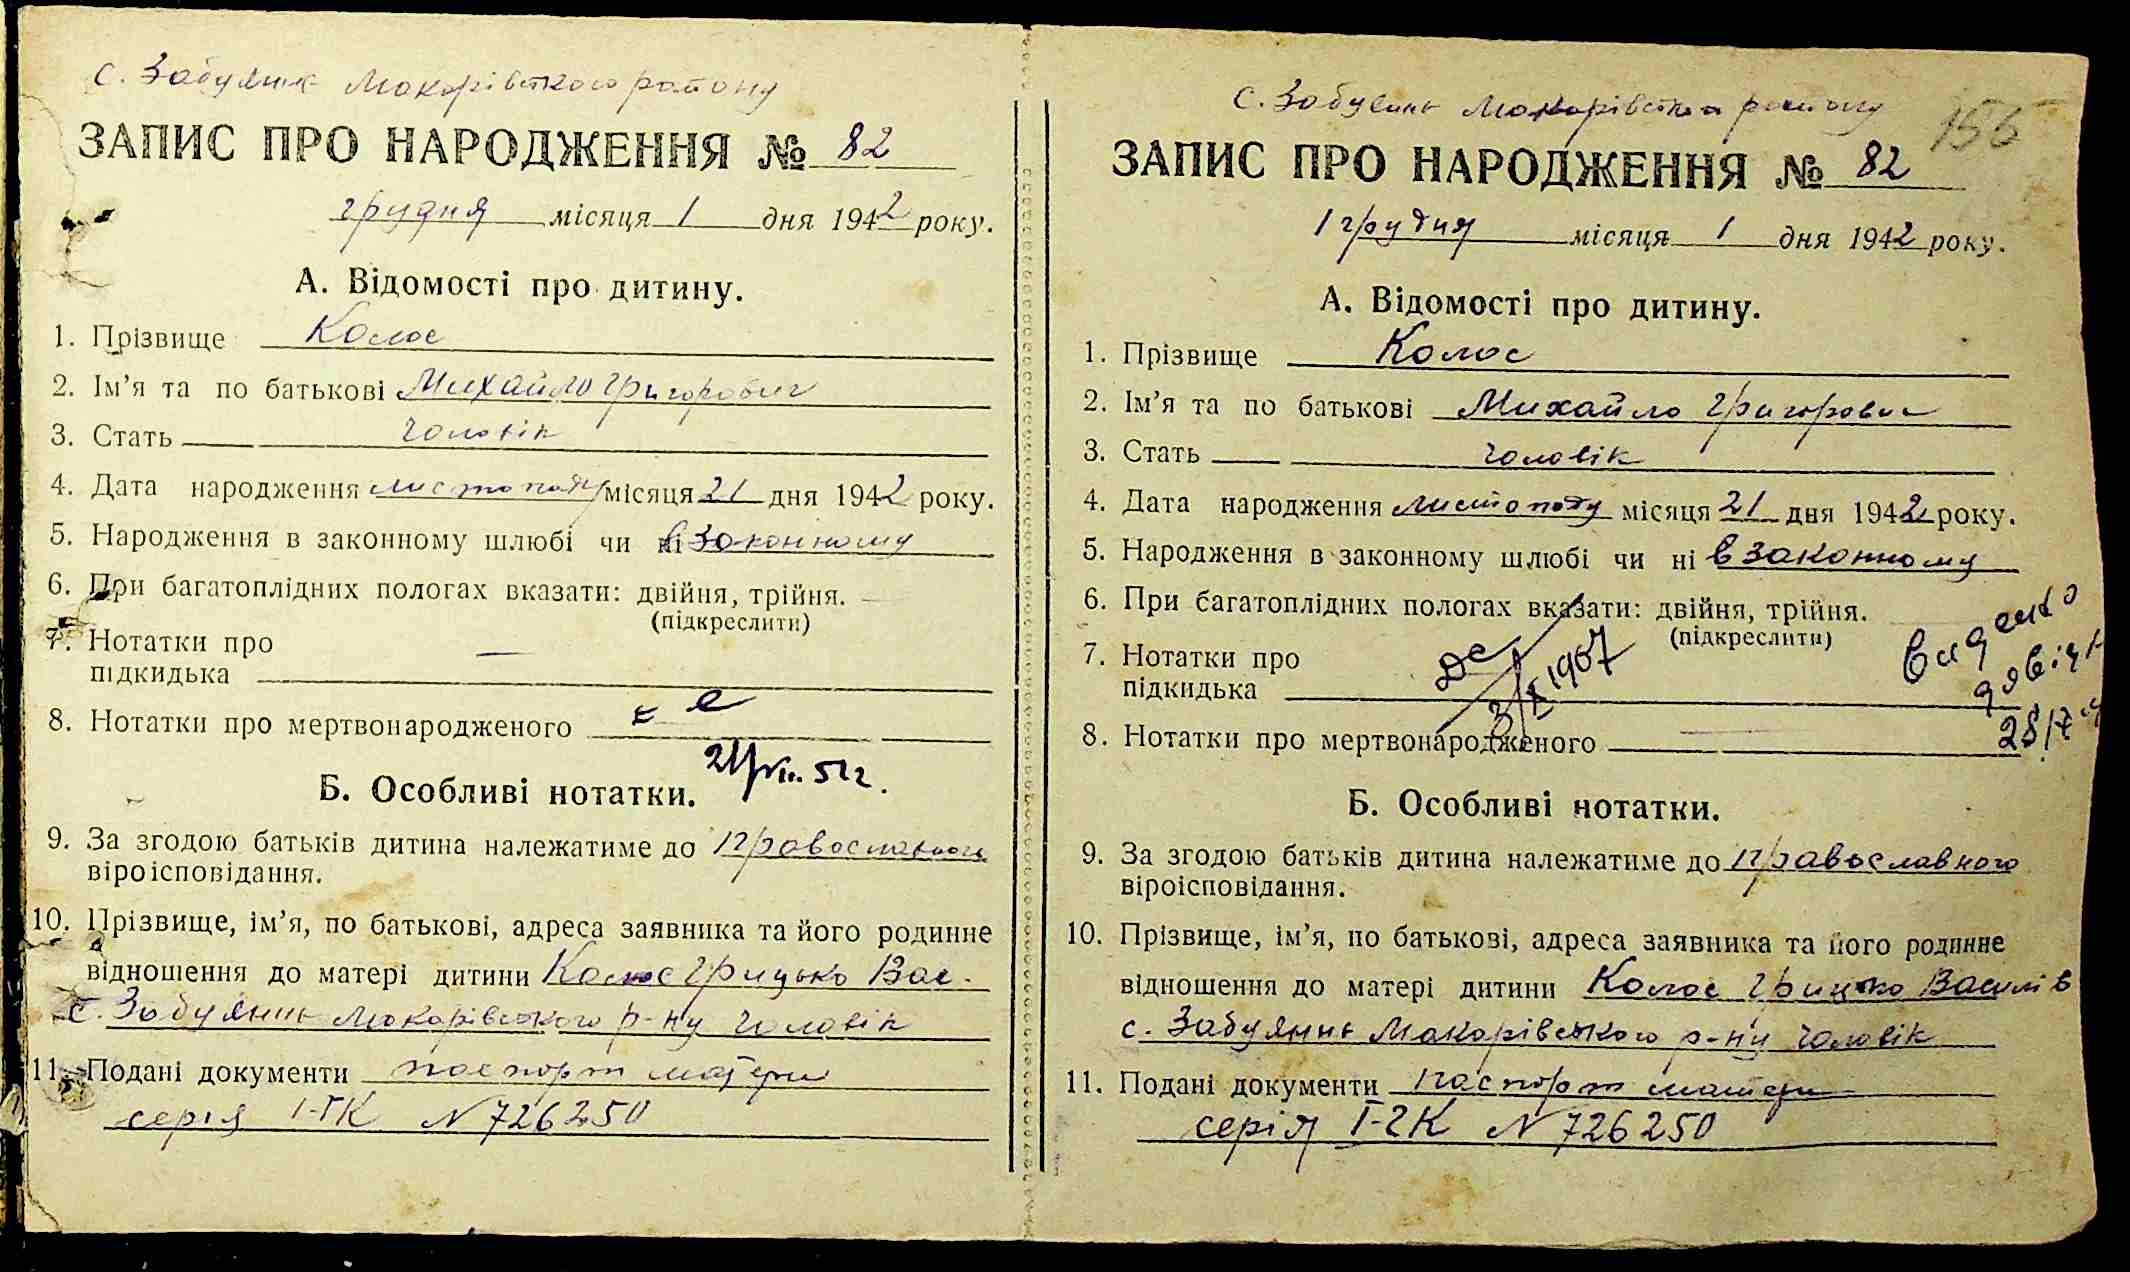 с. Забуянн Макарівського району
ЗАПИС ПРО НАРОДЖЕННЯ № 82
грудня місяця 1 дня 1942 року.
А. Відомості про дитину.
1. Прізвище Колос
2. Ім’я та по батькові Михайло Григорович
3. Стать чоловік
4. Дата народження листопаду місяця 21 дня 1942 року.
5. Народження в законному шлюбі чи ні в законному
6. При багатоплідних пологах вказати: двійня, трійня.
(підкреслити)
7. Нотатки про
підкидька —
8. Нотатки про мертвонародженого
Б. Особливі нотатки.
9. За згодою батьків дитина належатиме до православного
віроісповідання.
10. Прізвище, ім’я, по батькові, адреса заявника та його родинне
відношення до матері дитини Колос Грицько Вас.
с. Забуяннь Макарівського р-ну чоловік
11. Подані документи паспорт матери
серія І-ГК N 726250
с. Забуянь Макарівського району
156
ЗАПИС ПРО НАРОДЖЕННЯ № 82
1 грудня місяця 1 дня 1942 року.
А. Відомості про дитину.
1. Прізвище Колос
2. Ім’я та по батькові Михайло Григорович
3. Стать чоловік
4. Дата народження листопаду місяця 21 дня 1942 року.
5. Народження в законному шлюбі чи ні в законному
6. При багатоплідних пологах вказати: двійня, трійня.
(підкреслити)
7. Нотатки про
підкидька
8. Нотатки про мертвонародженого
Б. Особливі нотатки.
9. За згодою батьків дитина належатиме до православного
віроісповідання.
10. Прізвище, ім’я, по батькові, адреса заявника та його родинне
відношення до матері дитини Колос Грицько Василів
с. Забуяннь Макарівського р-ну чоловік
11. Подані документи паспорт матери
серія І-ГК N 726250